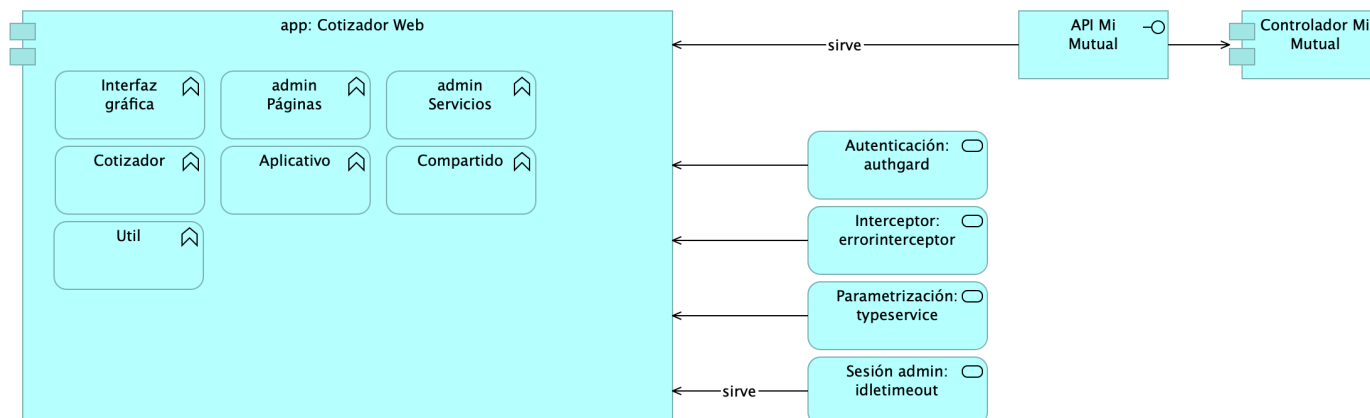 app: Cotizador Web
Interfaz
gráfica
admin
Páginas
admin
Servicios
Cotizador
Aplicativo
Compartido
Util
sirve
API Mi
Mutual
Controlador Mi
Mutual
Autenticación:
authgard
Interceptor:
errorinterceptor
Parametrización:
typeservice
Sesión admin:
idletimeout
sirve